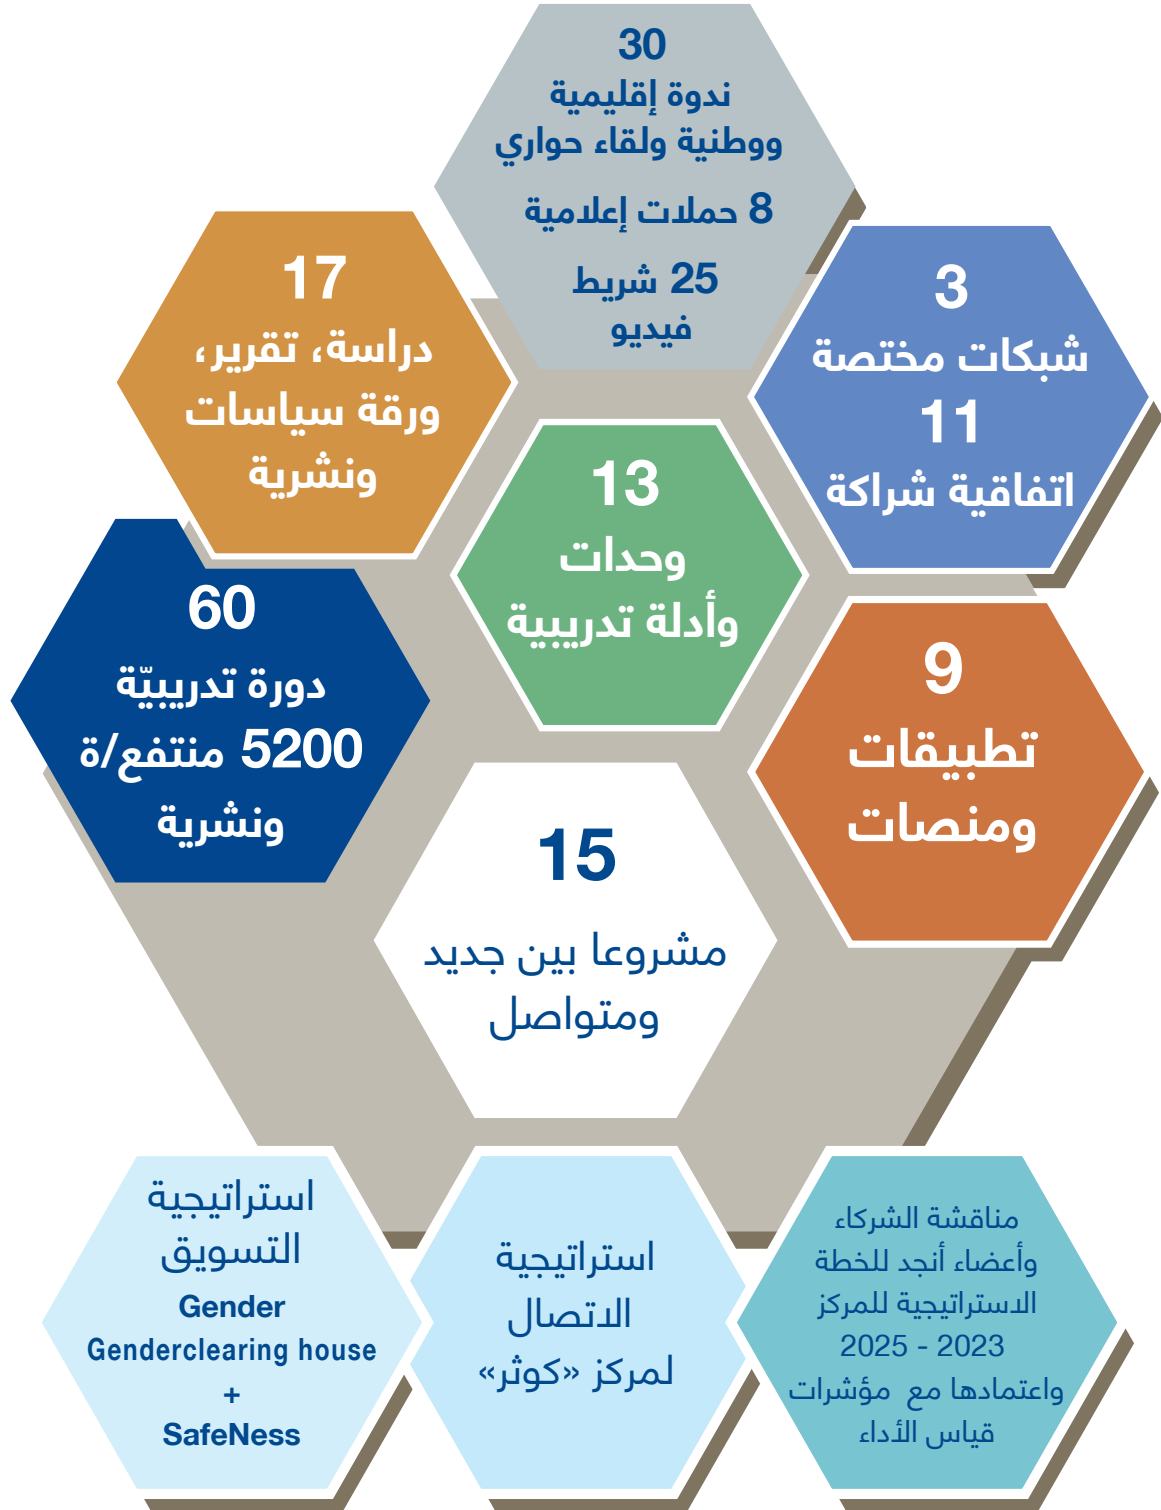 30
ندوة إقليمية
ووطنية ولقاء حواري
8 حملات إعلامية
25 شريط
فيديو
3
شبكات مختصة
11
اتفاقية شراكة
17
دراسة، تقرير،
ورقة سياسات
ونشرية
13
وحدات
وأدلة تدريبية
60
دورة تدريبيّة
5200 منتفع/ة
ونشرية
9
تطبيقات
ومنصات
15
مشروعا بين جديد
ومتواصل
مناقشة الشركاء
وأعضاء أنجد للخطة
الاستراتيجية للمركز
2023 - 2025
واعتمادها مع مؤشرات
قياس الأداء
استراتيجية
الاتصال
لمركز «كوثر»
استراتيجية
التسويق
Gender
Genderclearing house
+
SafeNess